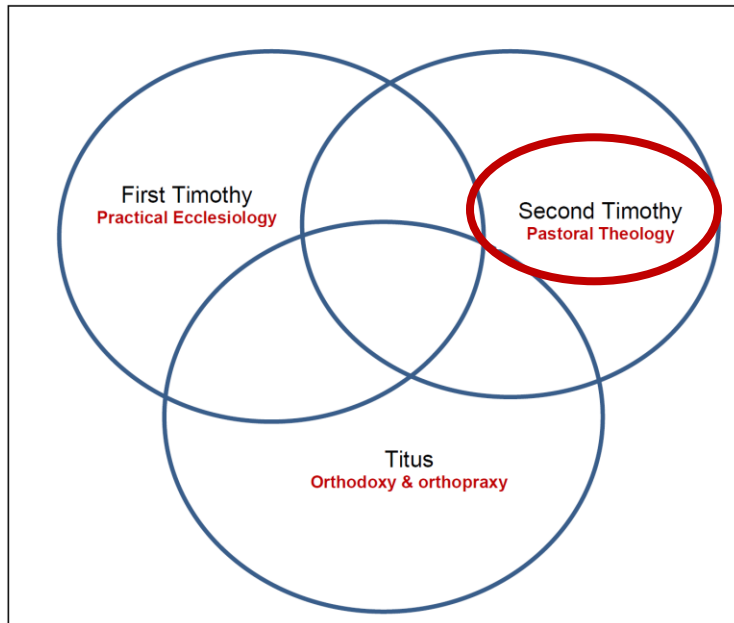 First Timothy
Practical Ecclesiology
Second Timothy
Pastoral Theology
Titus
Orthodoxy & orthopraxy